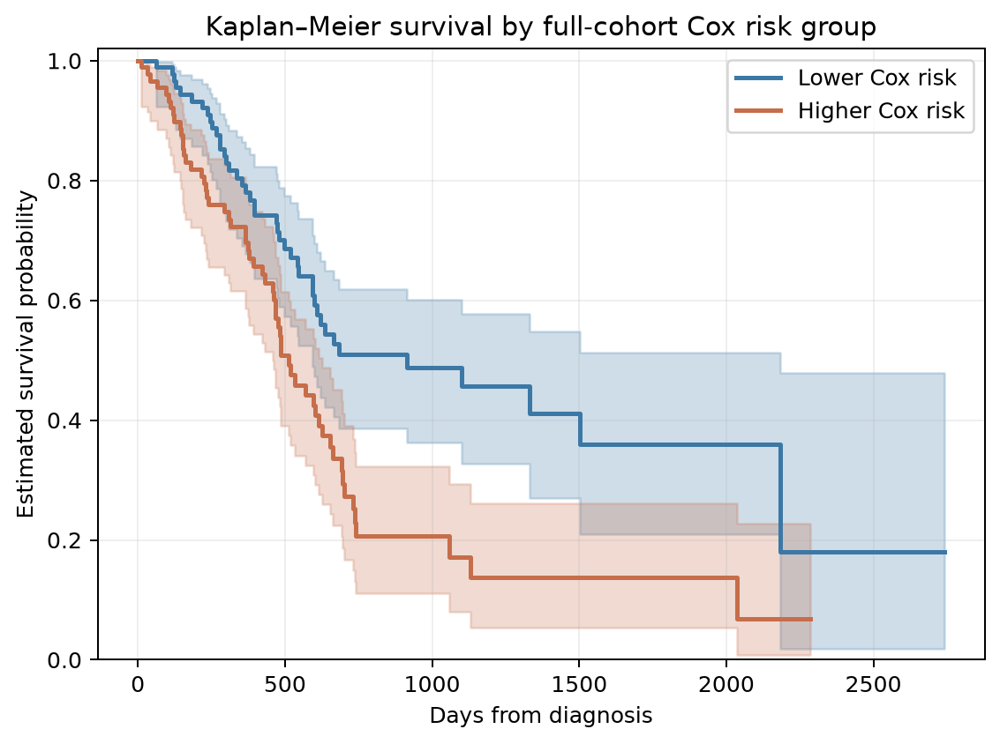 Kaplan–Meier survival by full-cohort Cox risk group
Lower Cox risk
Higher Cox risk
1.0
0.8
0.6
0.4
0.2
0.0
Estimated survival probability
0 500 1000 1500 2000 2500
Days from diagnosis